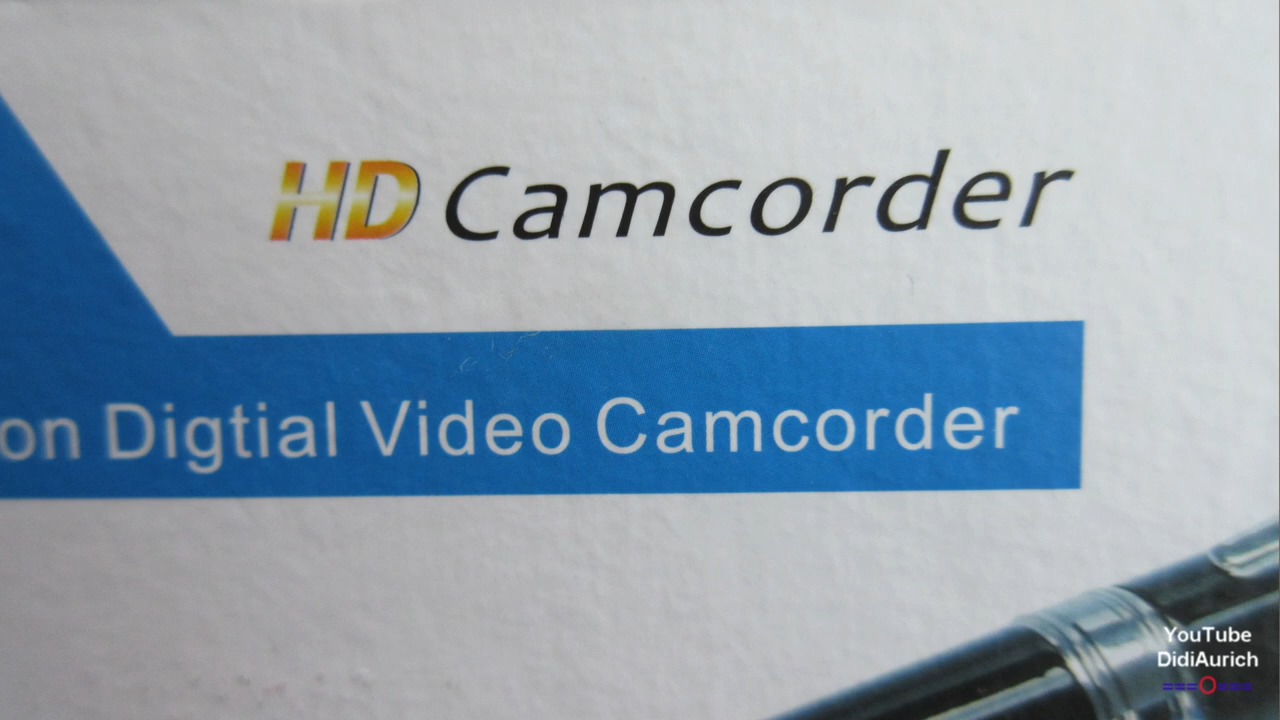 HD Camcorder
on Digtial Video Camcorder
YouTube
DidiAurich
===O===